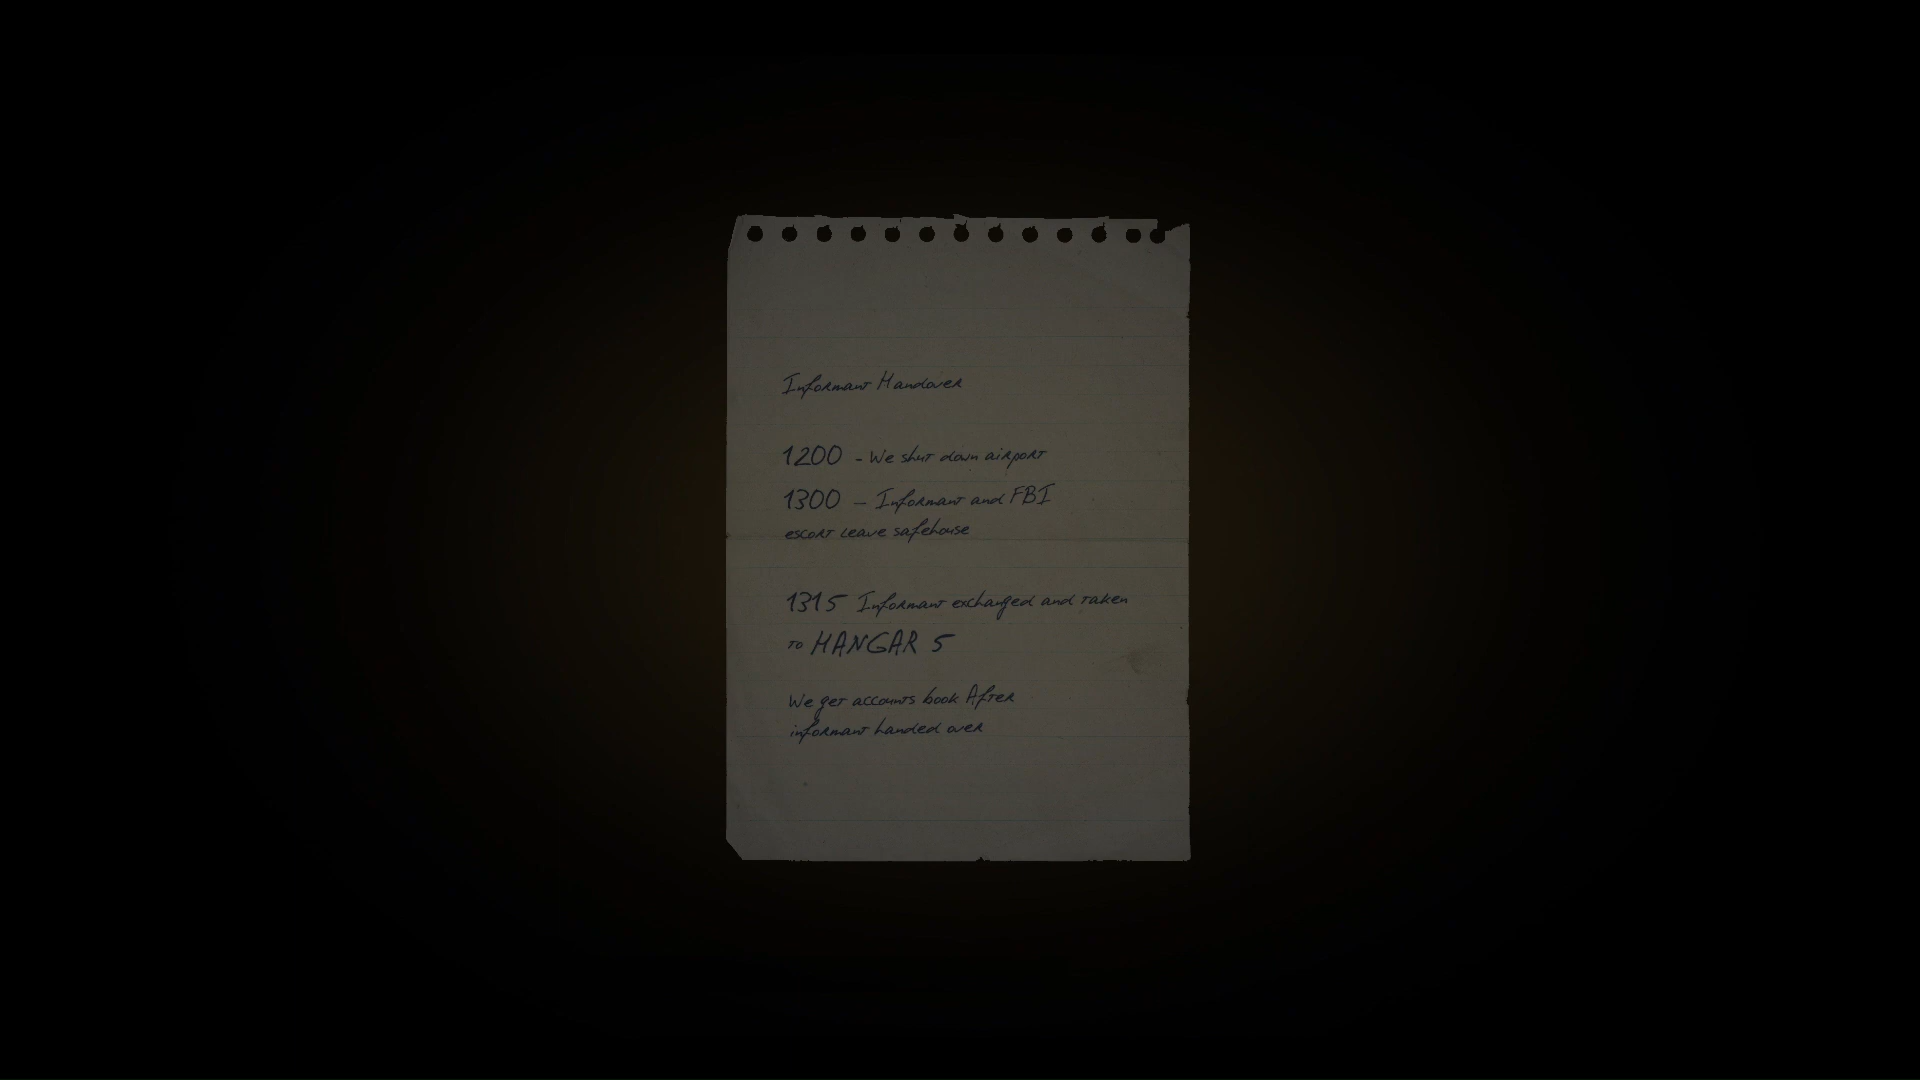 Informant Handover
1200 - We shut down airport
1300 - Informant and FBI
escort leave safehouse
1315 Informant exchanged and taken
to HANGAR 5
We get accounts book After
informant handed over